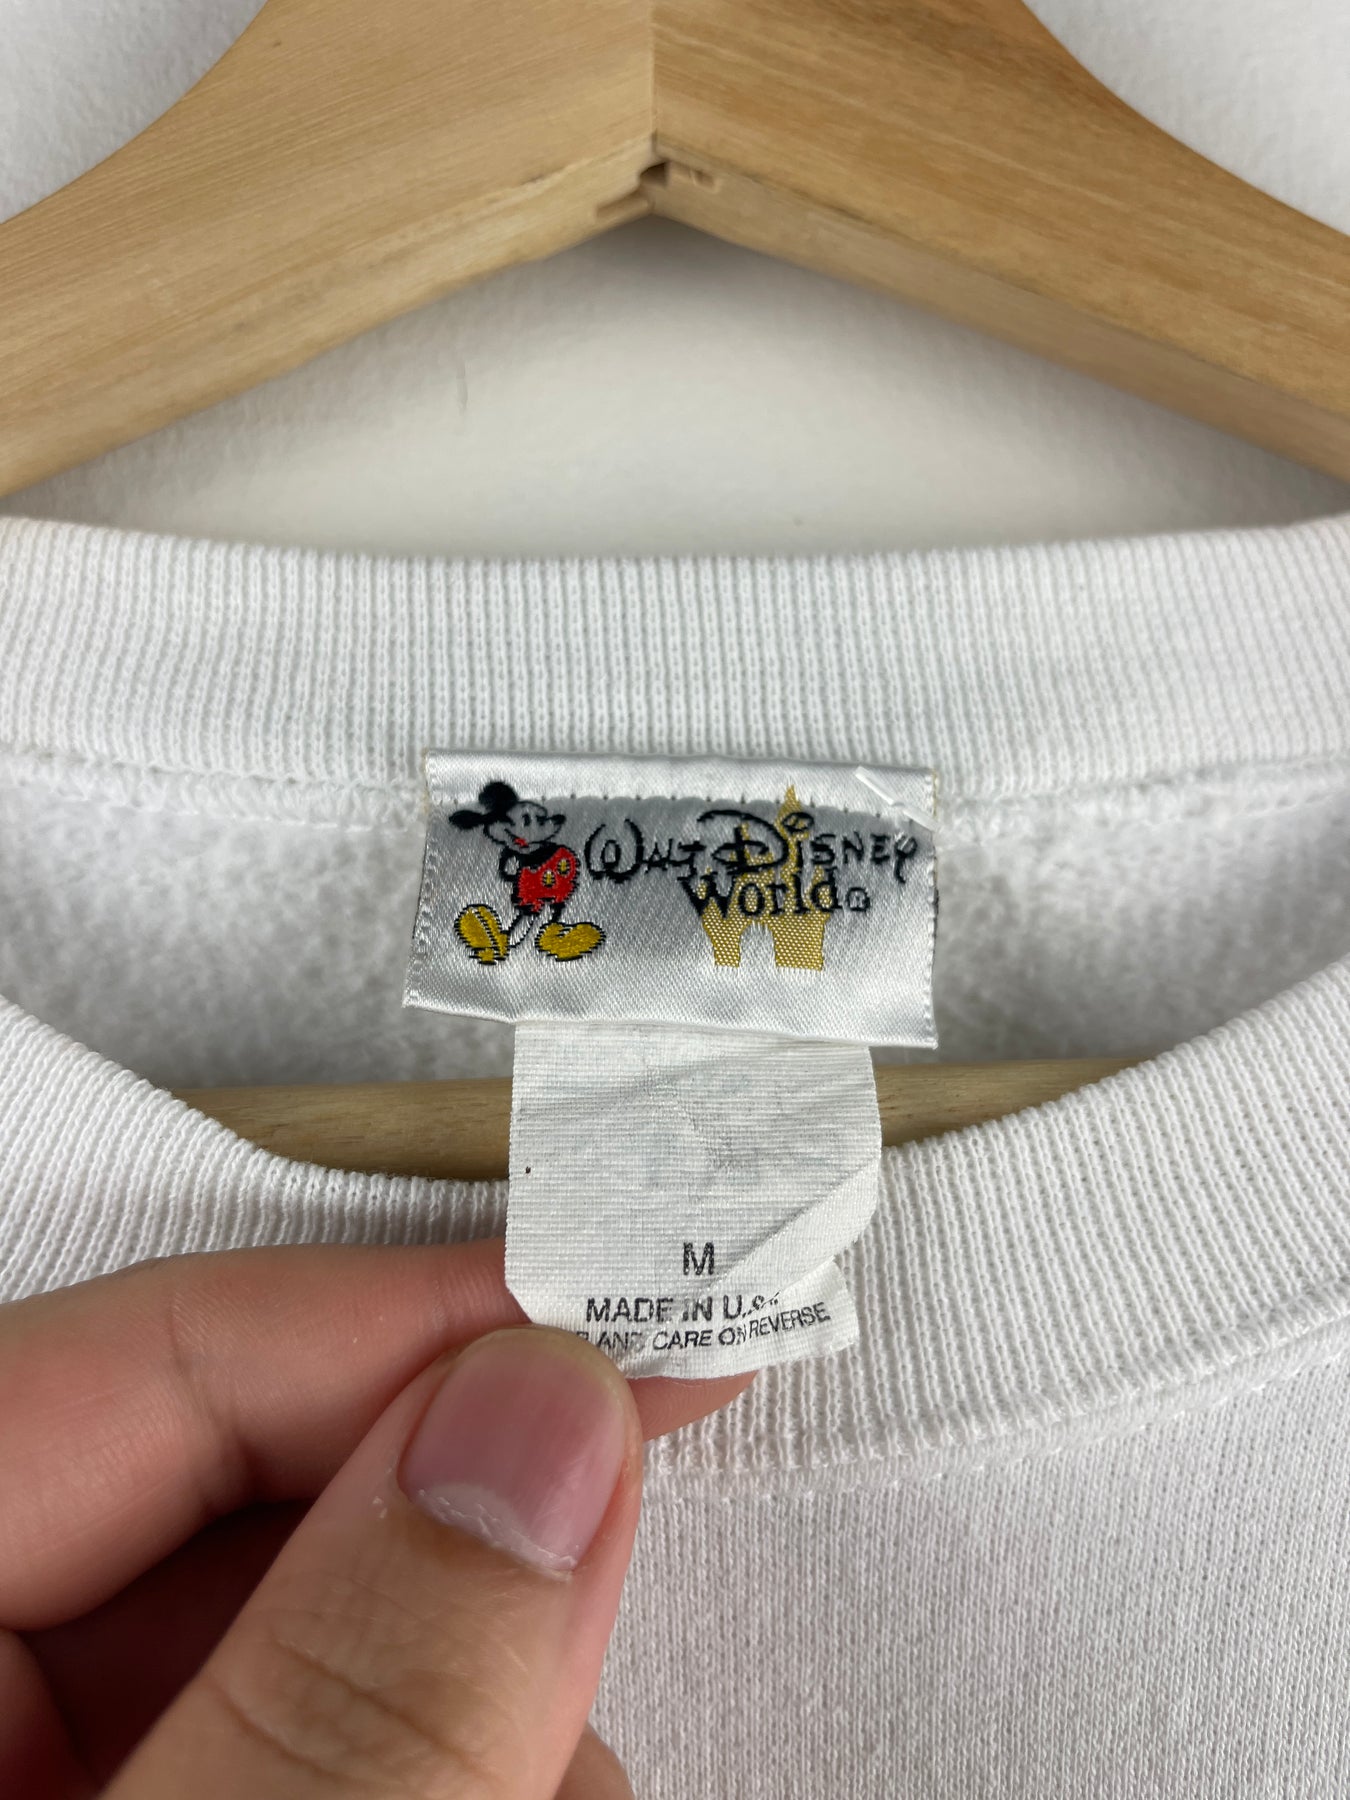 WALT DISNEY
World®
M
MADE IN U.S.
CARE ON REVERSE